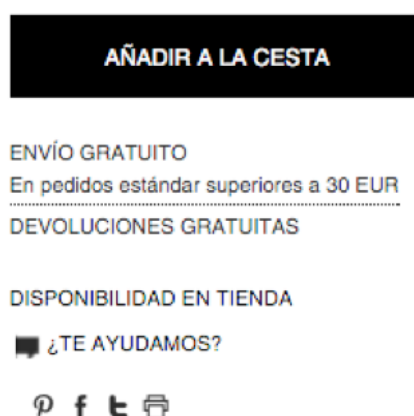 AÑADIR A LA CESTA
ENVÍO GRATUITO
En pedidos estándar superiores a 30 EUR
DEVOLUCIONES GRATUITAS
DISPONIBILIDAD EN TIENDA
¿TE AYUDAMOS?